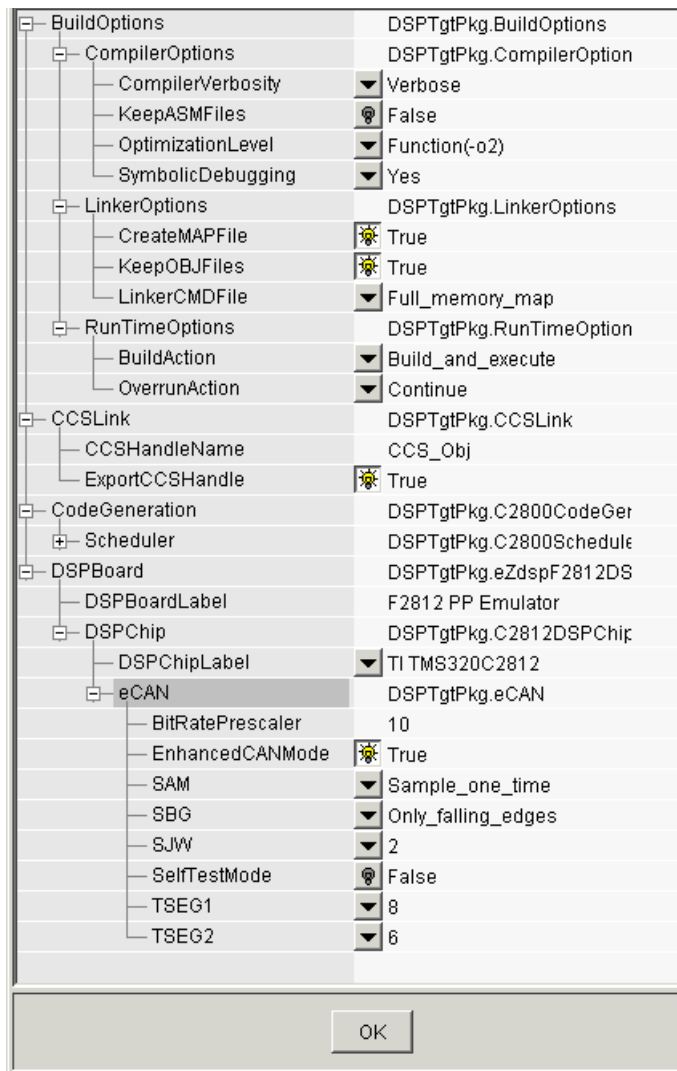 BuildOptions DSPTgtPkg.BuildOptions
CompilerOptions DSPTgtPkg.CompilerOption
CompilerVerbosity Verbose
KeepASMFiles False
OptimizationLevel Function(-o2)
SymbolicDebugging Yes
LinkerOptions DSPTgtPkg.LinkerOptions
CreateMAPFile True
KeepOBJFiles True
LinkerCMDFile Full_memory_map
RunTimeOptions DSPTgtPkg.RunTimeOption
BuildAction Build_and_execute
OverrunAction Continue
CCSLink DSPTgtPkg.CCSLink
CCSHandleName CCS_Obj
ExportCCSHandle True
CodeGeneration DSPTgtPkg.C2800CodeGer
Scheduler DSPTgtPkg.C2800Schedule
DSPBoard DSPTgtPkg.eZdspF2812DS
DSPBoardLabel F2812 PP Emulator
DSPChip DSPTgtPkg.C2812DSPChip
DSPChipLabel TI TMS320C2812
eCAN DSPTgtPkg.eCAN
BitRatePrescaler 10
EnhancedCANMode True
SAM Sample_one_time
SBG Only_falling_edges
SJW 2
SelfTestMode False
TSEG1 8
TSEG2 6
OK